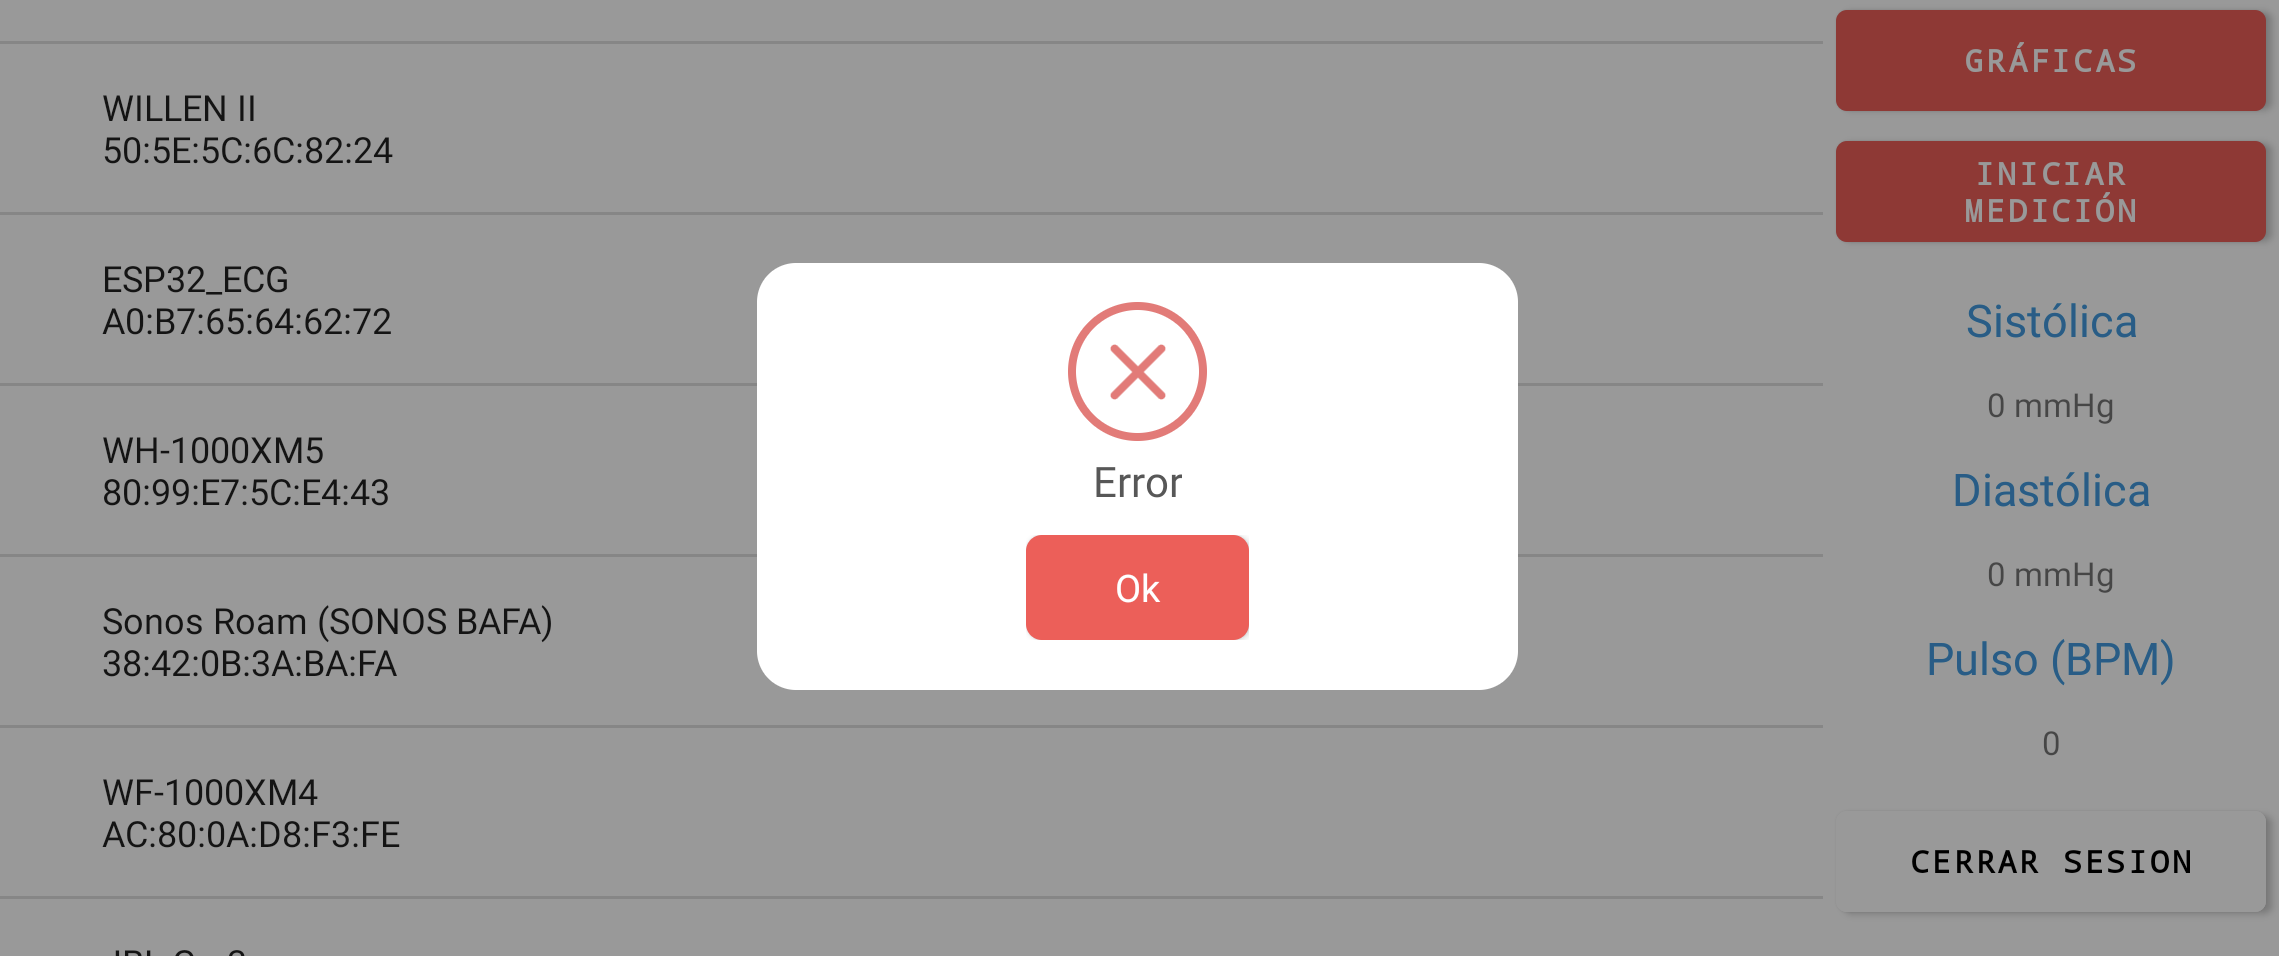 WILLEN II
50:5E:5C:6C:82:24
ESP32_ECG
A0:B7:65:64:62:72
WH-1000XM5
80:99:E7:5C:E4:43
Sonos Roam (SONOS BAFA)
38:42:0B:3A:BA:FA
WF-1000XM4
AC:80:0A:D8:F3:FE
Error
Ok
GRÁFICAS
INICIAR
MEDICIÓN
Sistólica
0 mmHg
Diastólica
0 mmHg
Pulso (BPM)
0
CERRAR SESION